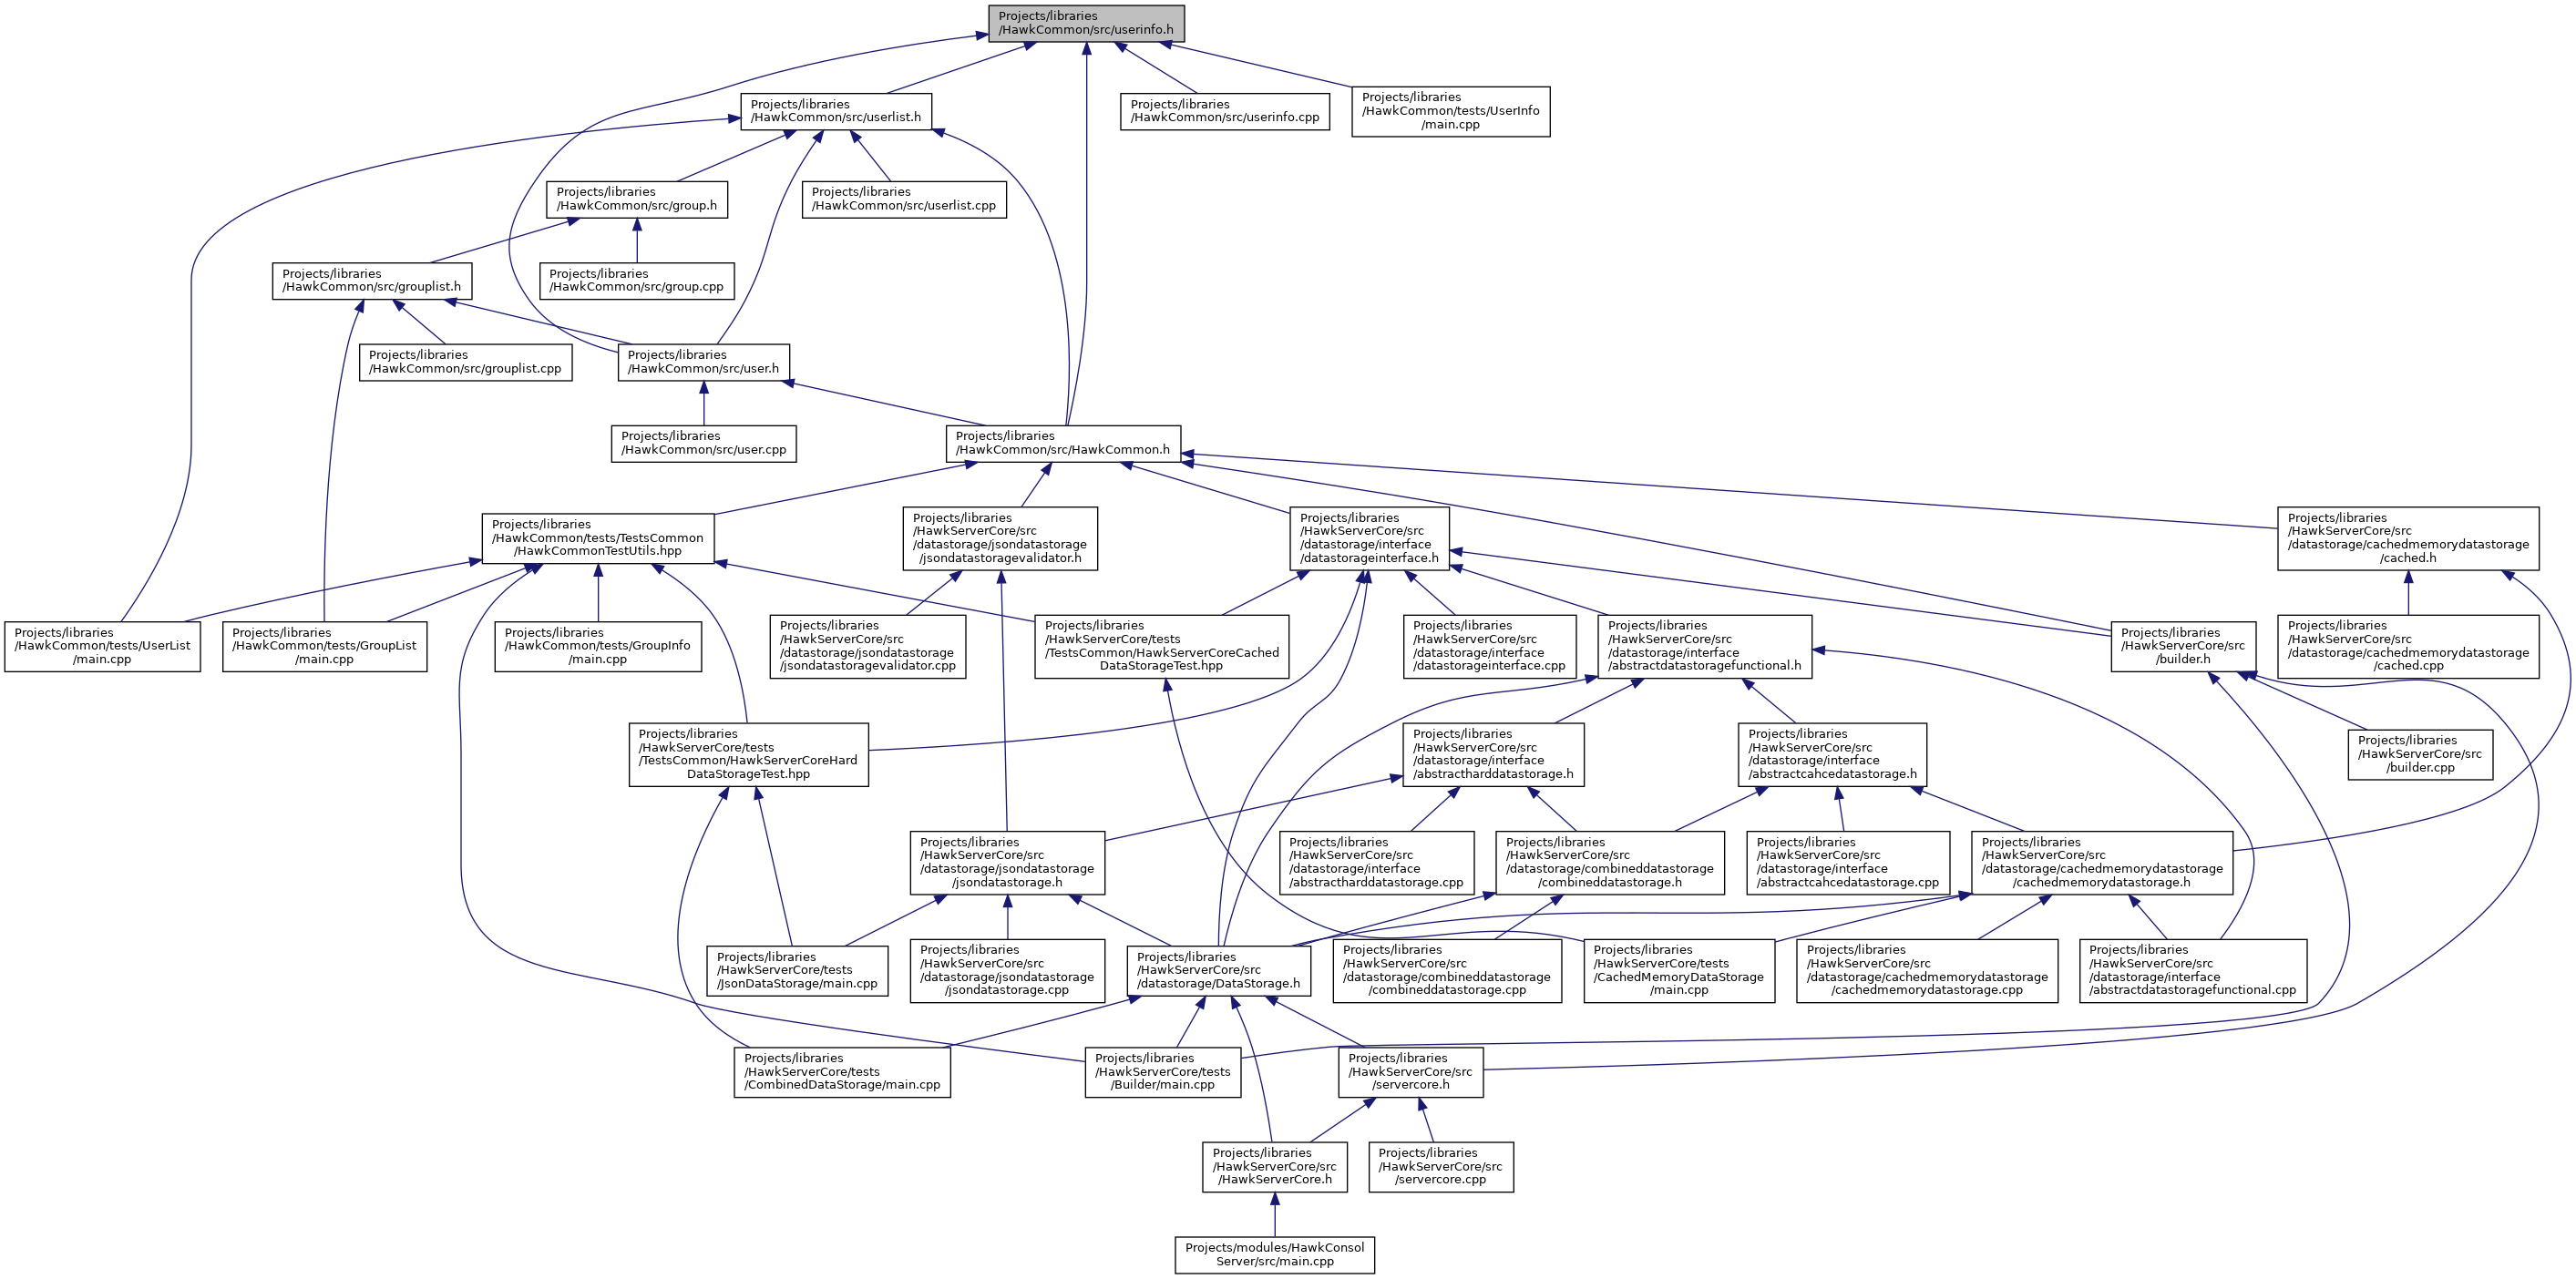 Projects/libraries
/HawkCommon/src/userinfo.h
Projects/libraries
/HawkCommon/src/userlist.h
Projects/libraries
/HawkCommon/src/userinfo.cpp
Projects/libraries
/HawkCommon/tests/UserInfo
/main.cpp
Projects/libraries
/HawkCommon/src/group.h
Projects/libraries
/HawkCommon/src/userlist.cpp
Projects/libraries
/HawkCommon/src/grouplist.h
Projects/libraries
/HawkCommon/src/group.cpp
Projects/libraries
/HawkCommon/src/grouplist.cpp
Projects/libraries
/HawkCommon/src/user.h
Projects/libraries
/HawkCommon/src/user.cpp
Projects/libraries
/HawkCommon/src/HawkCommon.h
Projects/libraries
/HawkCommon/tests/TestsCommon
/HawkCommonTestUtils.hpp
Projects/libraries
/HawkServerCore/src
/datastorage/jsondatastorage
/jsondatastoragevalidator.h
Projects/libraries
/HawkServerCore/src
/datastorage/interface
/datastorageinterface.h
Projects/libraries
/HawkServerCore/src
/datastorage/cachedmemorydatastorage
/cached.h
Projects/libraries
/HawkCommon/tests/UserList
/main.cpp
Projects/libraries
/HawkCommon/tests/GroupList
/main.cpp
Projects/libraries
/HawkCommon/tests/GroupInfo
/main.cpp
Projects/libraries
/HawkServerCore/src
/datastorage/jsondatastorage
/jsondatastoragevalidator.cpp
Projects/libraries
/HawkServerCore/tests
/TestsCommon/HawkServerCoreCached
DataStorageTest.hpp
Projects/libraries
/HawkServerCore/src
/datastorage/interface
/datastorageinterface.cpp
Projects/libraries
/HawkServerCore/src
/datastorage/interface
/abstractdatastoragefunctional.h
Projects/libraries
/HawkServerCore/src
/builder.h
Projects/libraries
/HawkServerCore/src
/datastorage/cachedmemorydatastorage
/cached.cpp
Projects/libraries
/HawkServerCore/tests
/TestsCommon/HawkServerCoreHard
DataStorageTest.hpp
Projects/libraries
/HawkServerCore/src
/datastorage/interface
/abstractharddatastorage.h
Projects/libraries
/HawkServerCore/src
/datastorage/interface
/abstractcahcedatastorage.h
Projects/libraries
/HawkServerCore/src
/builder.cpp
Projects/libraries
/HawkServerCore/src
/datastorage/jsondatastorage
/jsondatastorage.h
Projects/libraries
/HawkServerCore/src
/datastorage/interface
/abstractharddatastorage.cpp
Projects/libraries
/HawkServerCore/src
/datastorage/combineddatastorage
/combineddatastorage.h
Projects/libraries
/HawkServerCore/src
/datastorage/interface
/abstractcahcedatastorage.cpp
Projects/libraries
/HawkServerCore/src
/datastorage/cachedmemorydatastorage
/cachedmemorydatastorage.h
Projects/libraries
/HawkServerCore/tests
/JsonDataStorage/main.cpp
Projects/libraries
/HawkServerCore/src
/datastorage/jsondatastorage
/jsondatastorage.cpp
Projects/libraries
/HawkServerCore/src
/datastorage/DataStorage.h
Projects/libraries
/HawkServerCore/src
/datastorage/combineddatastorage
/combineddatastorage.cpp
Projects/libraries
/HawkServerCore/tests
/CachedMemoryDataStorage
/main.cpp
Projects/libraries
/HawkServerCore/src
/datastorage/cachedmemorydatastorage
/cachedmemorydatastorage.cpp
Projects/libraries
/HawkServerCore/src
/datastorage/interface
/abstractdatastoragefunctional.cpp
Projects/libraries
/HawkServerCore/tests
/CombinedDataStorage/main.cpp
Projects/libraries
/HawkServerCore/tests
/Builder/main.cpp
Projects/libraries
/HawkServerCore/src
/servercore.h
Projects/libraries
/HawkServerCore/src
/HawkServerCore.h
Projects/libraries
/HawkServerCore/src
/servercore.cpp
Projects/modules/HawkConsol
Server/src/main.cpp